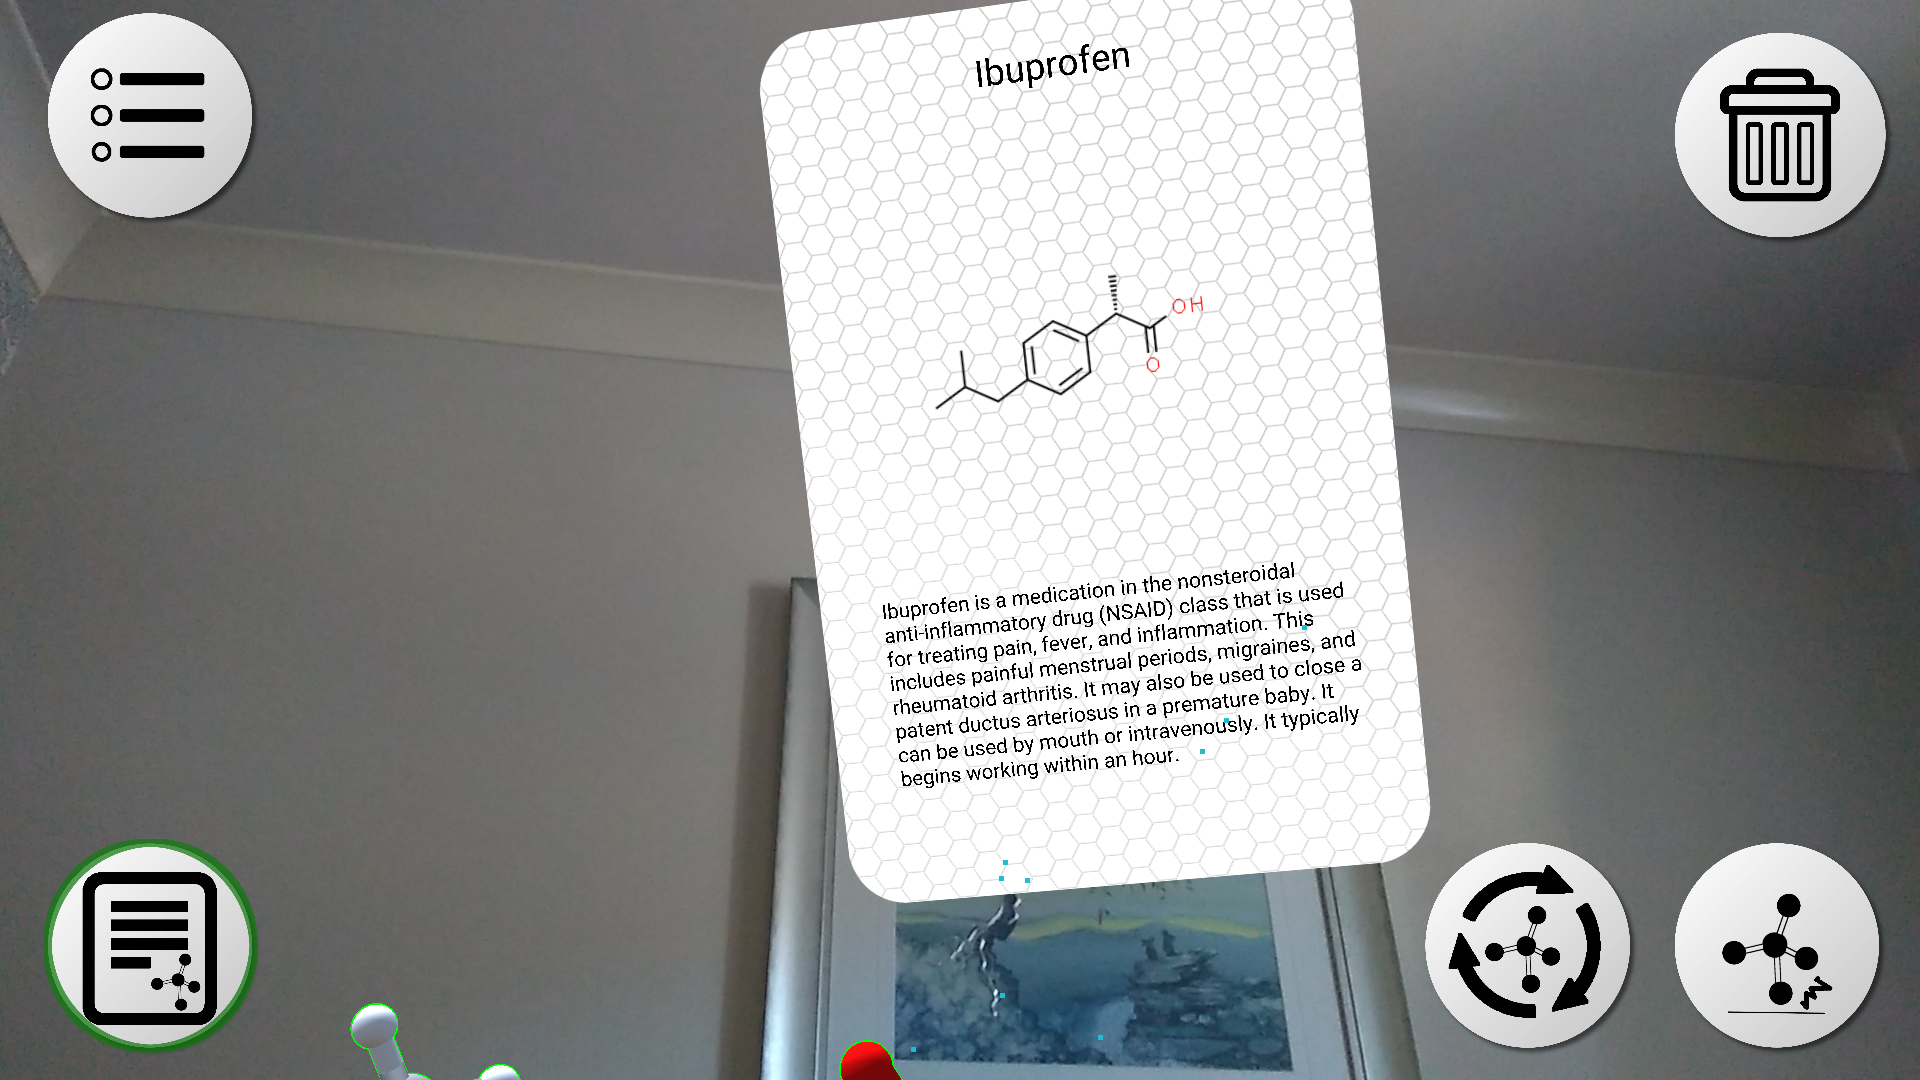 Ibuprofen
OH
O
Ibuprofen is a medication in the nonsteroidal
anti-inflammatory drug (NSAID) class that is used
for treating pain, fever, and inflammation. This
includes painful menstrual periods, migraines, and
rheumatoid arthritis. It may also be used to close a
patent ductus arteriosus in a premature baby. It
can be used by mouth or intravenously. It typically
begins working within an hour.